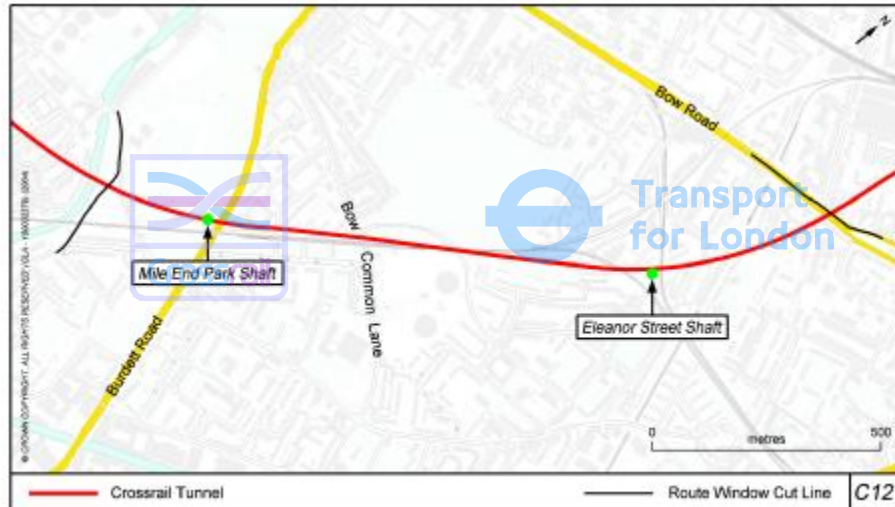 N
Bow Road
Transport
for London
Bow
Common Lane
Mile End Park Shaft
Eleanor Street Shaft
Burdett Road
0 500
metres
Crossrail Tunnel
Route Window Cut Line
C12